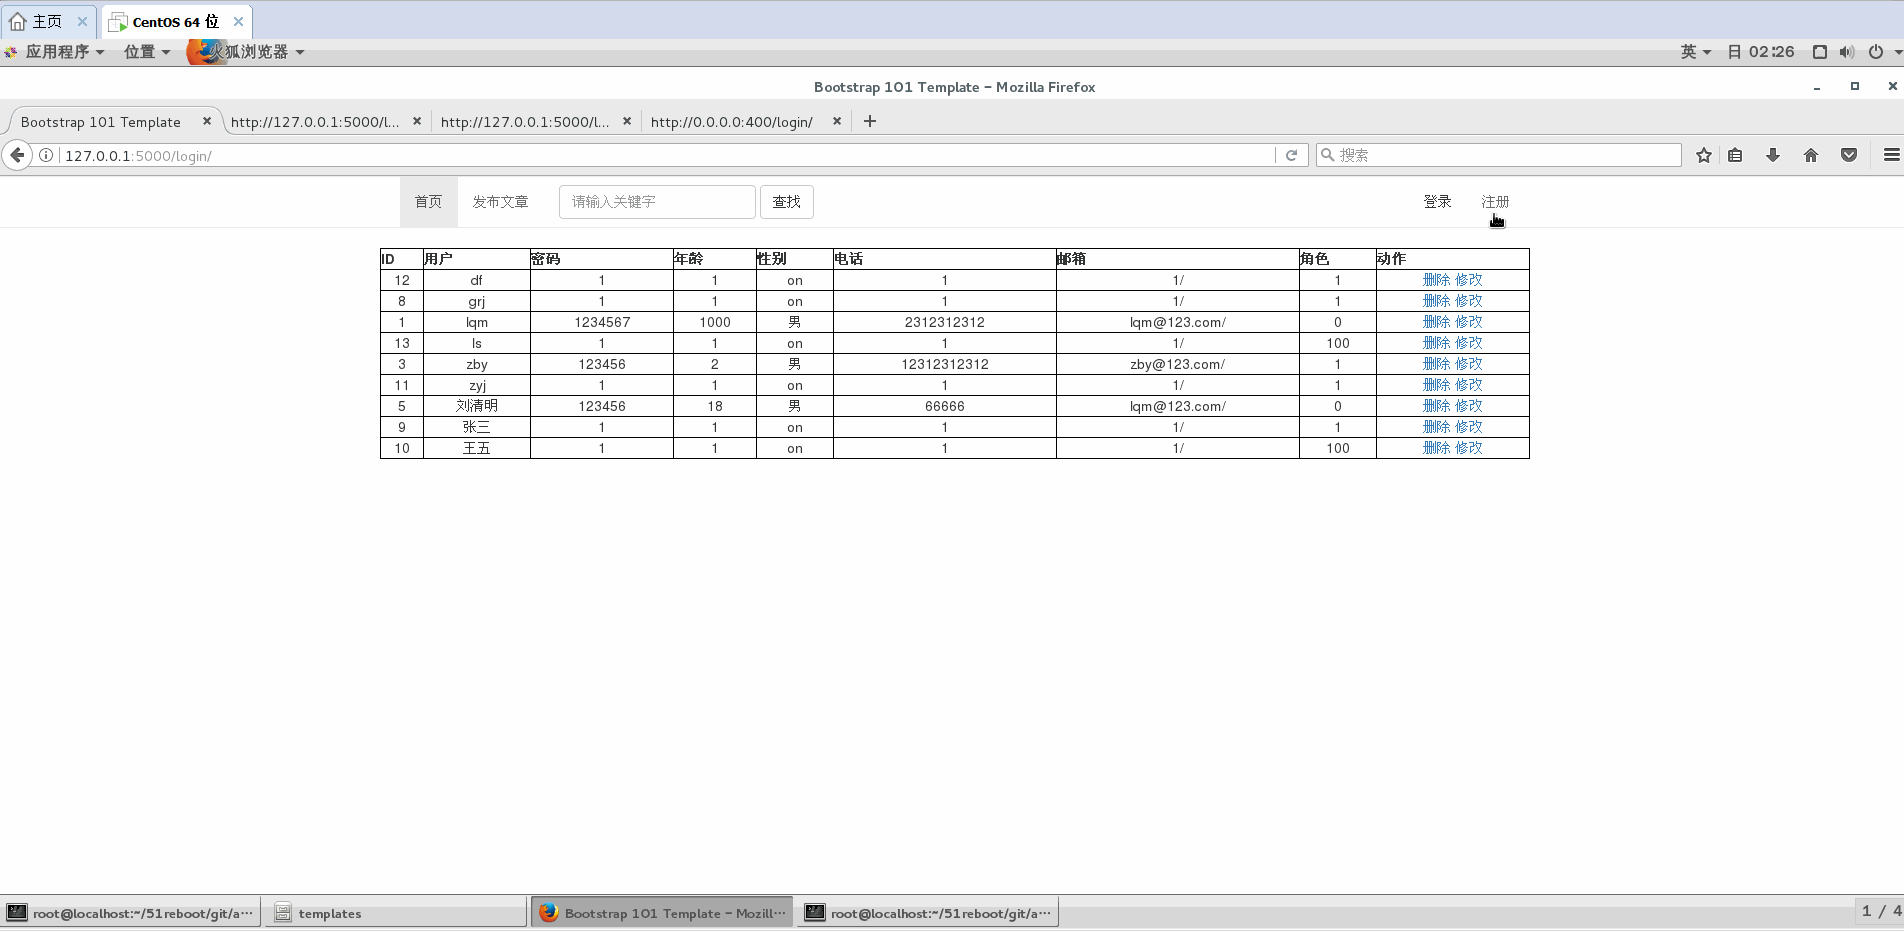 主页 CentOS 64 位
应用程序 位置 火狐浏览器 英 日 02:26
Bootstrap 101 Template - Mozilla Firefox
Bootstrap 101 Template http://127.0.0.1:5000/l... http://127.0.0.1:5000/l... http://0.0.0.0:400/login/
127.0.0.1:5000/login/ 搜索
首页 发布文章 请输入关键字 查找 登录 注册
ID 用户 密码 年龄 性别 电话 邮箱 角色 动作
12 df 1 1 on 1 1/ 1 删除 修改
8 grj 1 1 on 1 1/ 1 删除 修改
1 lqm 1234567 1000 男 2312312312 lqm@123.com/ 0 删除 修改
13 ls 1 1 on 1 1/ 100 删除 修改
3 zby 123456 2 男 12312312312 zby@123.com/ 1 删除 修改
11 zyj 1 1 on 1 1/ 1 删除 修改
5 刘清明 123456 18 男 66666 lqm@123.com/ 0 删除 修改
9 张三 1 1 on 1 1/ 1 删除 修改
10 王五 1 1 on 1 1/ 100 删除 修改
root@localhost:~/51reboot/git/a··· templates Bootstrap 101 Template - Mozill··· root@localhost:~/51reboot/git/a··· 1 / 4